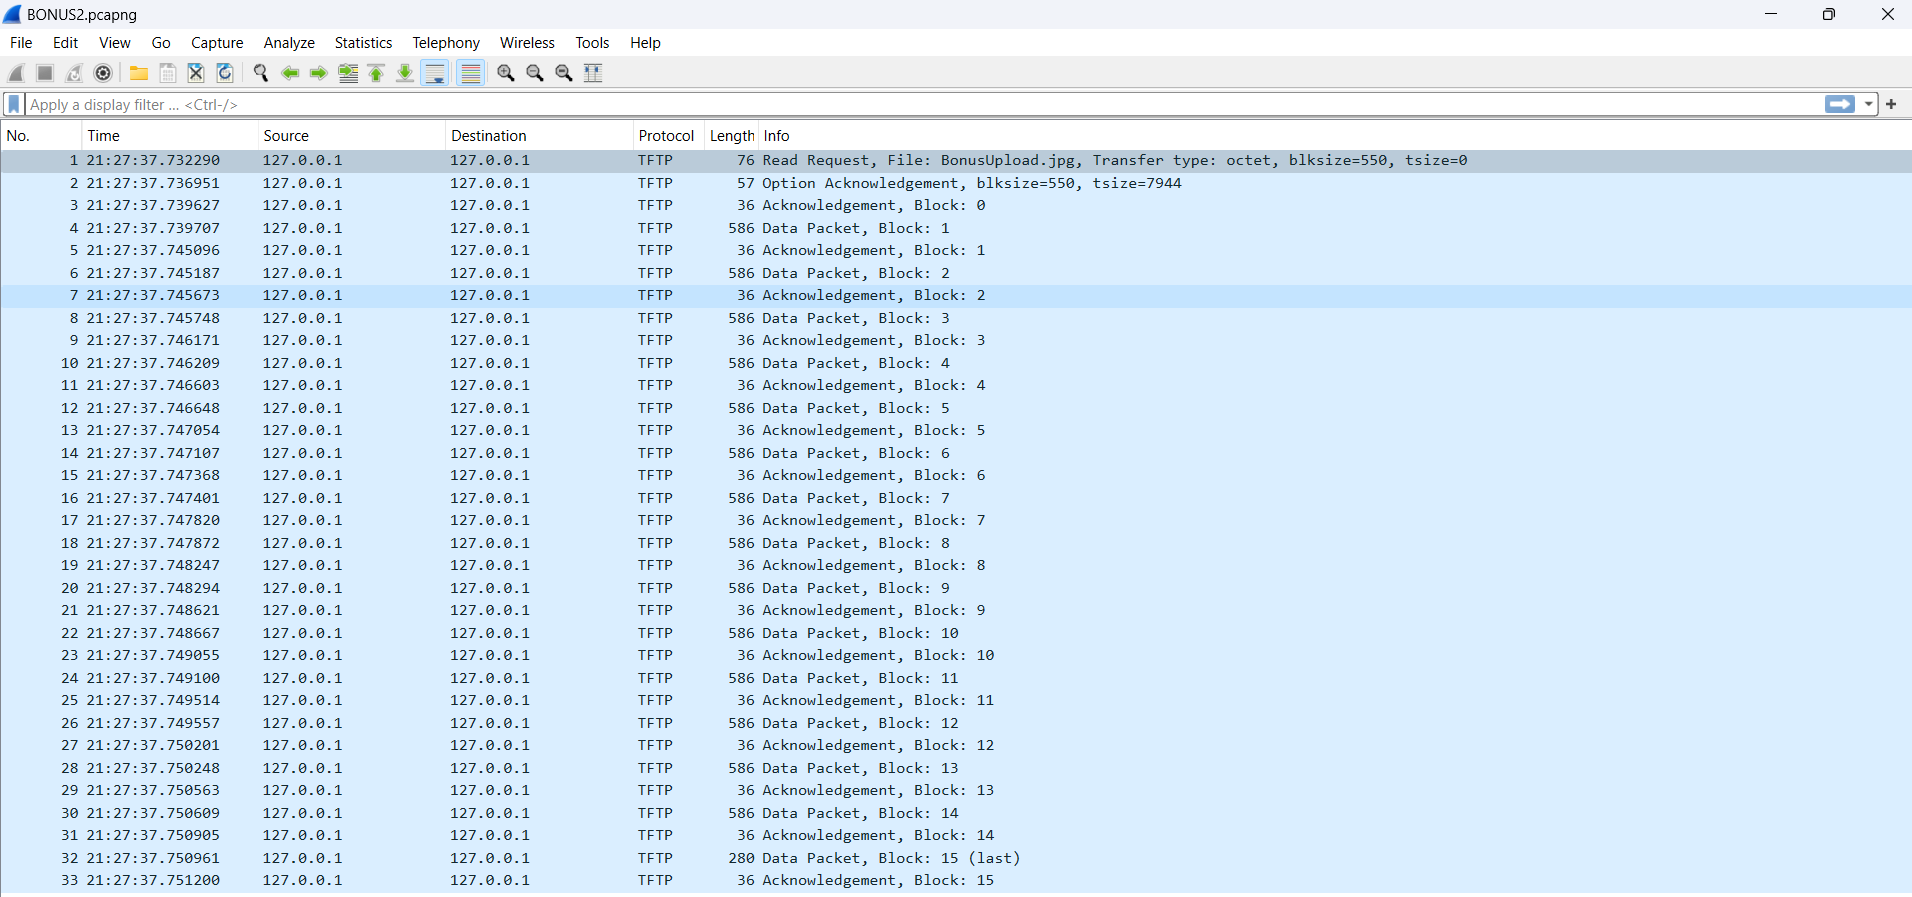 BONUS2.pcapng
File Edit View Go Capture Analyze Statistics Telephony Wireless Tools Help
Apply a display filter ... <Ctrl-/>
No. Time Source Destination Protocol Length Info
1 21:27:37.732290 127.0.0.1 127.0.0.1 TFTP 76 Read Request, File: BonusUpload.jpg, Transfer type: octet, blksize=550, tsize=0
2 21:27:37.736951 127.0.0.1 127.0.0.1 TFTP 57 Option Acknowledgement, blksize=550, tsize=7944
3 21:27:37.739627 127.0.0.1 127.0.0.1 TFTP 36 Acknowledgement, Block: 0
4 21:27:37.739707 127.0.0.1 127.0.0.1 TFTP 586 Data Packet, Block: 1
5 21:27:37.745096 127.0.0.1 127.0.0.1 TFTP 36 Acknowledgement, Block: 1
6 21:27:37.745187 127.0.0.1 127.0.0.1 TFTP 586 Data Packet, Block: 2
7 21:27:37.745673 127.0.0.1 127.0.0.1 TFTP 36 Acknowledgement, Block: 2
8 21:27:37.745748 127.0.0.1 127.0.0.1 TFTP 586 Data Packet, Block: 3
9 21:27:37.746171 127.0.0.1 127.0.0.1 TFTP 36 Acknowledgement, Block: 3
10 21:27:37.746209 127.0.0.1 127.0.0.1 TFTP 586 Data Packet, Block: 4
11 21:27:37.746603 127.0.0.1 127.0.0.1 TFTP 36 Acknowledgement, Block: 4
12 21:27:37.746648 127.0.0.1 127.0.0.1 TFTP 586 Data Packet, Block: 5
13 21:27:37.747054 127.0.0.1 127.0.0.1 TFTP 36 Acknowledgement, Block: 5
14 21:27:37.747107 127.0.0.1 127.0.0.1 TFTP 586 Data Packet, Block: 6
15 21:27:37.747368 127.0.0.1 127.0.0.1 TFTP 36 Acknowledgement, Block: 6
16 21:27:37.747401 127.0.0.1 127.0.0.1 TFTP 586 Data Packet, Block: 7
17 21:27:37.747820 127.0.0.1 127.0.0.1 TFTP 36 Acknowledgement, Block: 7
18 21:27:37.747872 127.0.0.1 127.0.0.1 TFTP 586 Data Packet, Block: 8
19 21:27:37.748247 127.0.0.1 127.0.0.1 TFTP 36 Acknowledgement, Block: 8
20 21:27:37.748294 127.0.0.1 127.0.0.1 TFTP 586 Data Packet, Block: 9
21 21:27:37.748621 127.0.0.1 127.0.0.1 TFTP 36 Acknowledgement, Block: 9
22 21:27:37.748667 127.0.0.1 127.0.0.1 TFTP 586 Data Packet, Block: 10
23 21:27:37.749055 127.0.0.1 127.0.0.1 TFTP 36 Acknowledgement, Block: 10
24 21:27:37.749100 127.0.0.1 127.0.0.1 TFTP 586 Data Packet, Block: 11
25 21:27:37.749514 127.0.0.1 127.0.0.1 TFTP 36 Acknowledgement, Block: 11
26 21:27:37.749557 127.0.0.1 127.0.0.1 TFTP 586 Data Packet, Block: 12
27 21:27:37.750201 127.0.0.1 127.0.0.1 TFTP 36 Acknowledgement, Block: 12
28 21:27:37.750248 127.0.0.1 127.0.0.1 TFTP 586 Data Packet, Block: 13
29 21:27:37.750563 127.0.0.1 127.0.0.1 TFTP 36 Acknowledgement, Block: 13
30 21:27:37.750609 127.0.0.1 127.0.0.1 TFTP 586 Data Packet, Block: 14
31 21:27:37.750905 127.0.0.1 127.0.0.1 TFTP 36 Acknowledgement, Block: 14
32 21:27:37.750961 127.0.0.1 127.0.0.1 TFTP 280 Data Packet, Block: 15 (last)
33 21:27:37.751200 127.0.0.1 127.0.0.1 TFTP 36 Acknowledgement, Block: 15